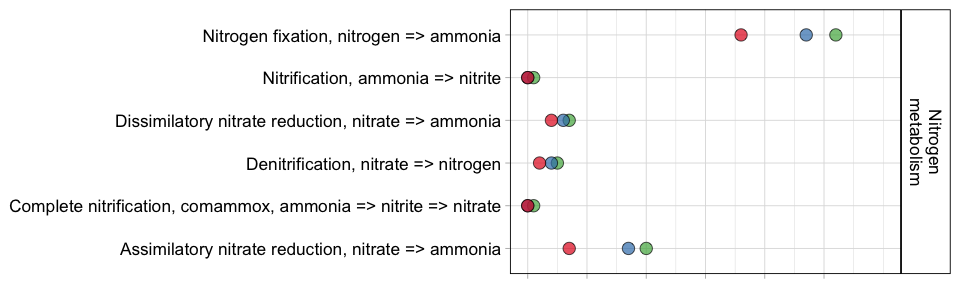 Nitrogen fixation, nitrogen => ammonia
Nitrification, ammonia => nitrite
Dissimilatory nitrate reduction, nitrate => ammonia
Denitrification, nitrate => nitrogen
Complete nitrification, comammox, ammonia => nitrite => nitrate
Assimilatory nitrate reduction, nitrate => ammonia
Nitrogen
metabolism